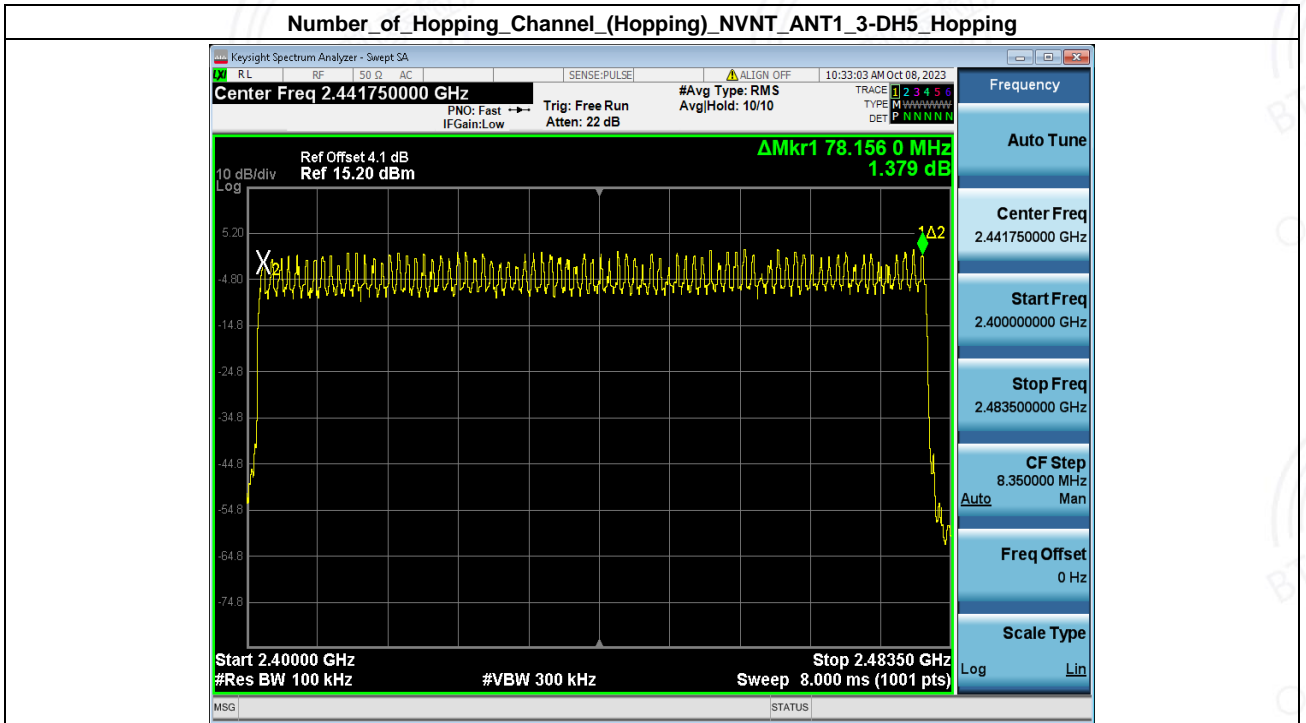 Number_of_Hopping_Channel_(Hopping)_NVNT_ANT1_3-DH5_Hopping
Keysight Spectrum Analyzer - Swept SA
LXI RL RF 50 Ω AC SENSE:PULSE ALIGN OFF 10:33:03 AM Oct 08, 2023
Center Freq 2.441750000 GHz
PNO: Fast
IFGain:Low
Trig: Free Run
Atten: 22 dB
#Avg Type: RMS
Avg|Hold: 10/10
TRACE 1 2 3 4 5 6
TYPE M WWWWW
DET P N N N N N
ΔMkr1 78.156 0 MHz
1.379 dB
Ref Offset 4.1 dB
10 dB/div Ref 15.20 dBm
Log
5.20
-4.80
-14.8
-24.8
-34.8
-44.8
-54.8
-64.8
-74.8
X2
1Δ2
Start 2.40000 GHz Stop 2.48350 GHz
#Res BW 100 kHz #VBW 300 kHz Sweep 8.000 ms (1001 pts)
MSG STATUS
Frequency
Auto Tune
Center Freq
2.441750000 GHz
Start Freq
2.400000000 GHz
Stop Freq
2.483500000 GHz
CF Step
8.350000 MHz
Auto Man
Freq Offset
0 Hz
Scale Type
Log Lin